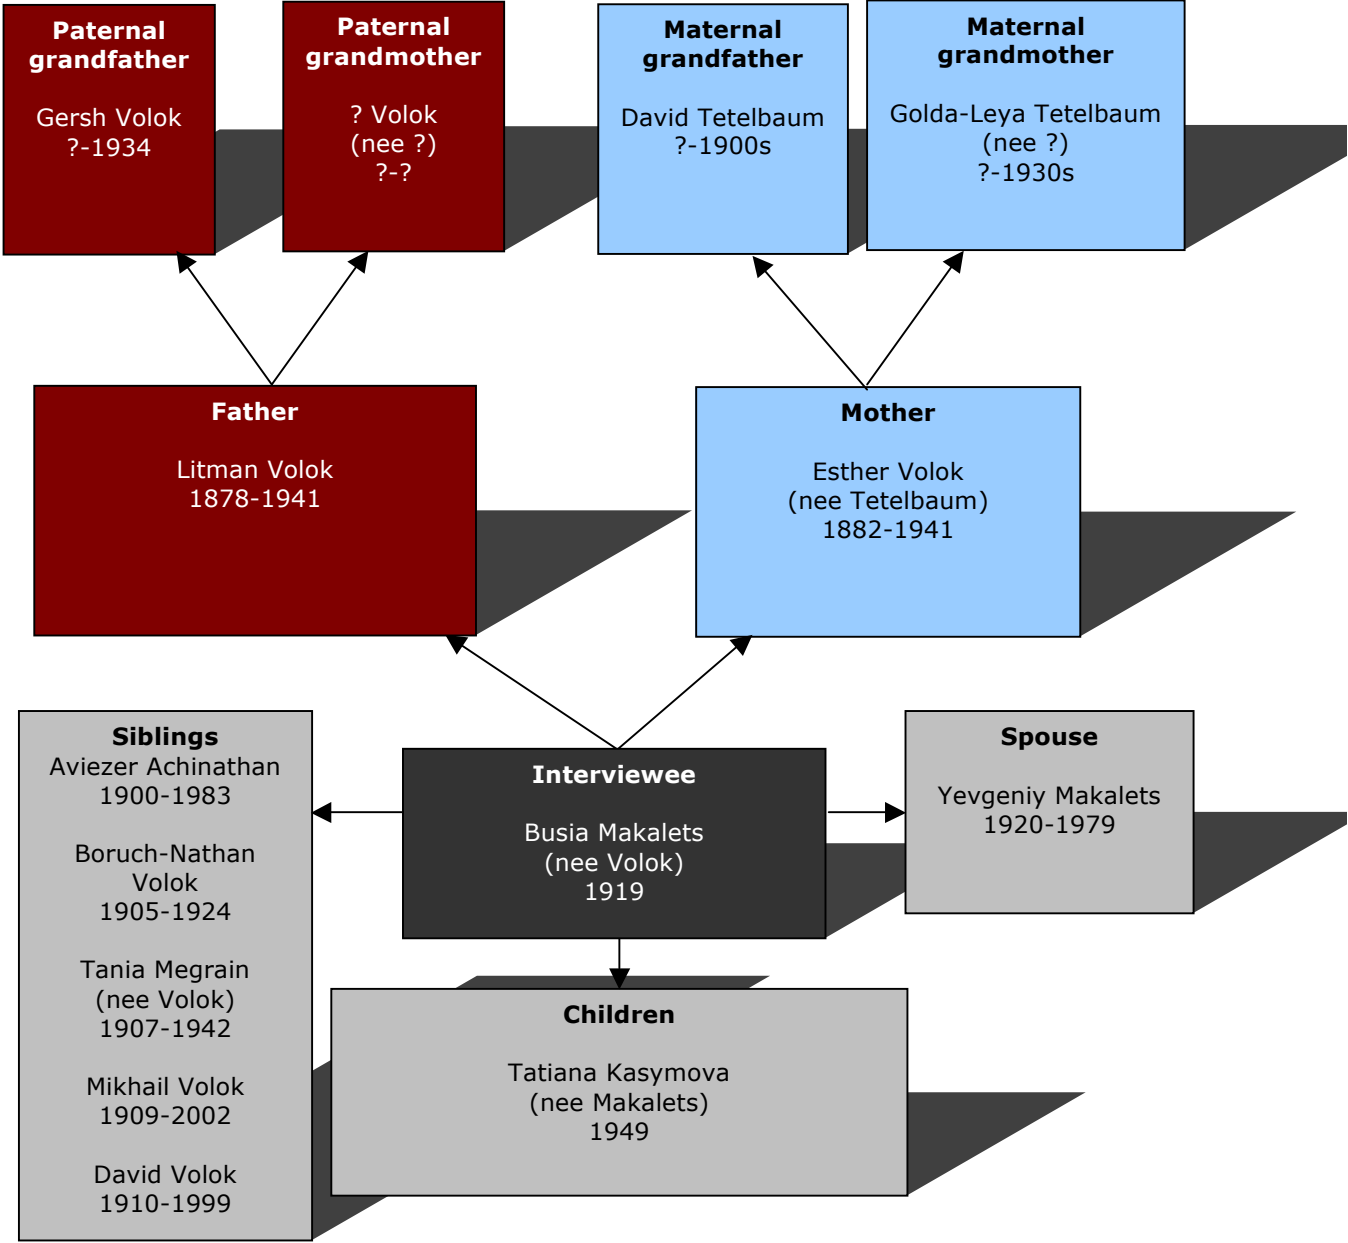 Paternal
grandfather
Gersh Volok
?-1934
Paternal
grandmother
? Volok
(nee ?)
?-?
Maternal
grandfather
David Tetelbaum
?-1900s
Maternal
grandmother
Golda-Leya Tetelbaum
(nee ?)
?-1930s
Father
Litman Volok
1878-1941
Mother
Esther Volok
(nee Tetelbaum)
1882-1941
Siblings
Aviezer Achinathan
1900-1983
Boruch-Nathan
Volok
1905-1924
Tania Megrain
(nee Volok)
1907-1942
Mikhail Volok
1909-2002
David Volok
1910-1999
Interviewee
Busia Makalets
(nee Volok)
1919
Spouse
Yevgeniy Makalets
1920-1979
Children
Tatiana Kasymova
(nee Makalets)
1949